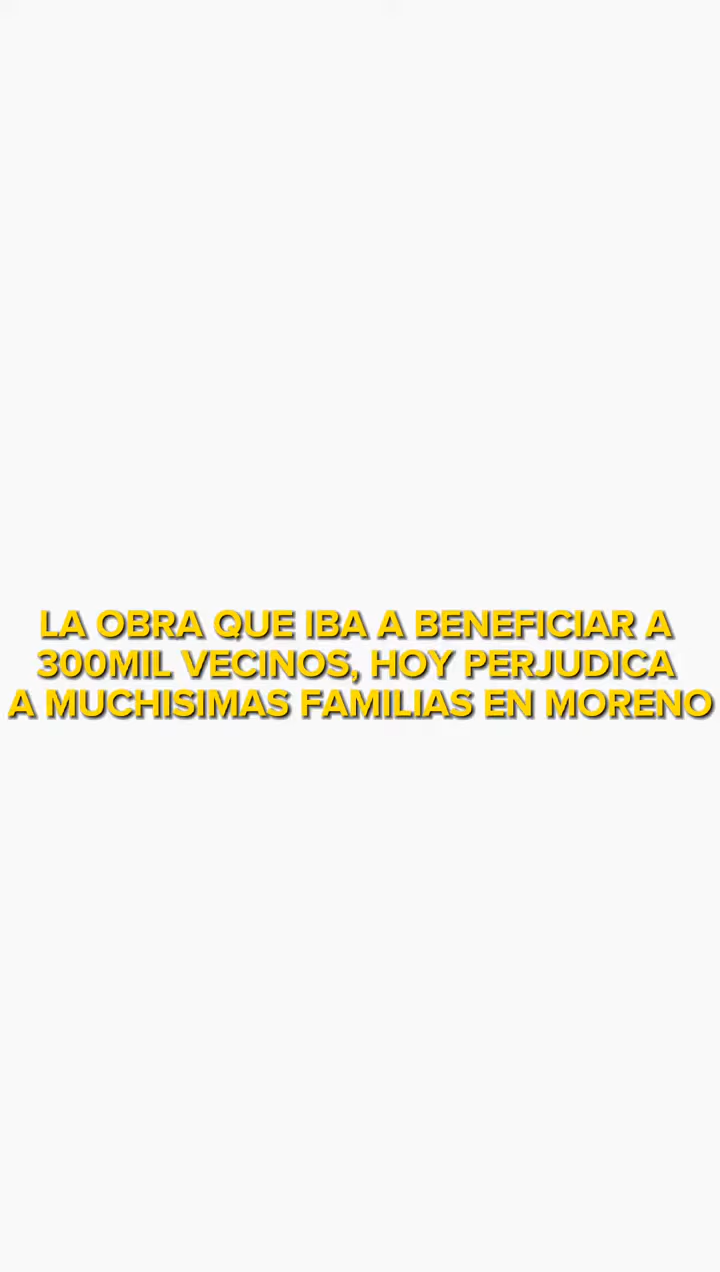 LA OBRA QUE IBA A BENEFICIAR A
300MIL VECINOS, HOY PERJUDICA
A MUCHISIMAS FAMILIAS EN MORENO